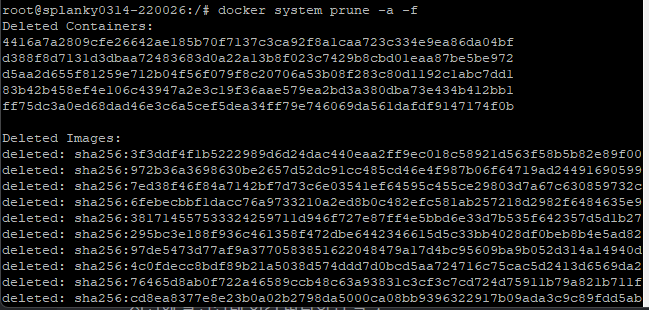 root@splanky0314-220026:/# docker system prune -a -f
Deleted Containers:
4416a7a2809cfe26642ae185b70f7137c3ca92f8a1caa723c334e9ea86da04bf
d388f8d7131d3dbaa72483683d0a22a13b8f023c7429b8cbd01eaa87be5be972
d5aa2d655f81259e712b04f56f079f8c20706a53b08f283c80d1192c1abc7dd1
83b42b458ef4e106c43947a2e3c19f36aae579ea2bd3a380dba73e434b412bb1
ff75dc3a0ed68dad46e3c6a5cef5dea34ff79e746069da561dafdf9147174f0b
Deleted Images:
deleted: sha256:3f3ddf4f1b5222989d6d24dac440eaa2ff9ec018c58921d563f58b5b82e89f00
deleted: sha256:972b36a3698630be2657d52dc91cc485cd46e4f987b06f64719ad24491690599
deleted: sha256:7ed38f46f84a7142bf7d73c6e03541ef64595c455ce29803d7a67c630859732c
deleted: sha256:6febecbbf1dacc76a9733210a2ed8b0c482efc581ab257218d2982f6484635e9
deleted: sha256:381714557533324259711d946f727e87ff4e5bbd6e33d7b535f642357d5d1b27
deleted: sha256:295bc3e188f936c461358f472dbe6442346615d5c33bb4028df0beb8b4e5ad82
deleted: sha256:97de5473d77af9a3770583851622048479a17d4bc95609ba9b052d314a14940d
deleted: sha256:4c0fdecc8bdf89b21a5038d574ddd7d0bcd5aa724716c75cac5d2413d6569da2
deleted: sha256:76465d8ab0f722a46589ccb48c63a93831c3cf3c7cd724d75911b79a821b711f
deleted: sha256:cd8ea8377e8e23b0a02b2798da5000ca08bb9396322917b09ada3c9c89fdd5ab